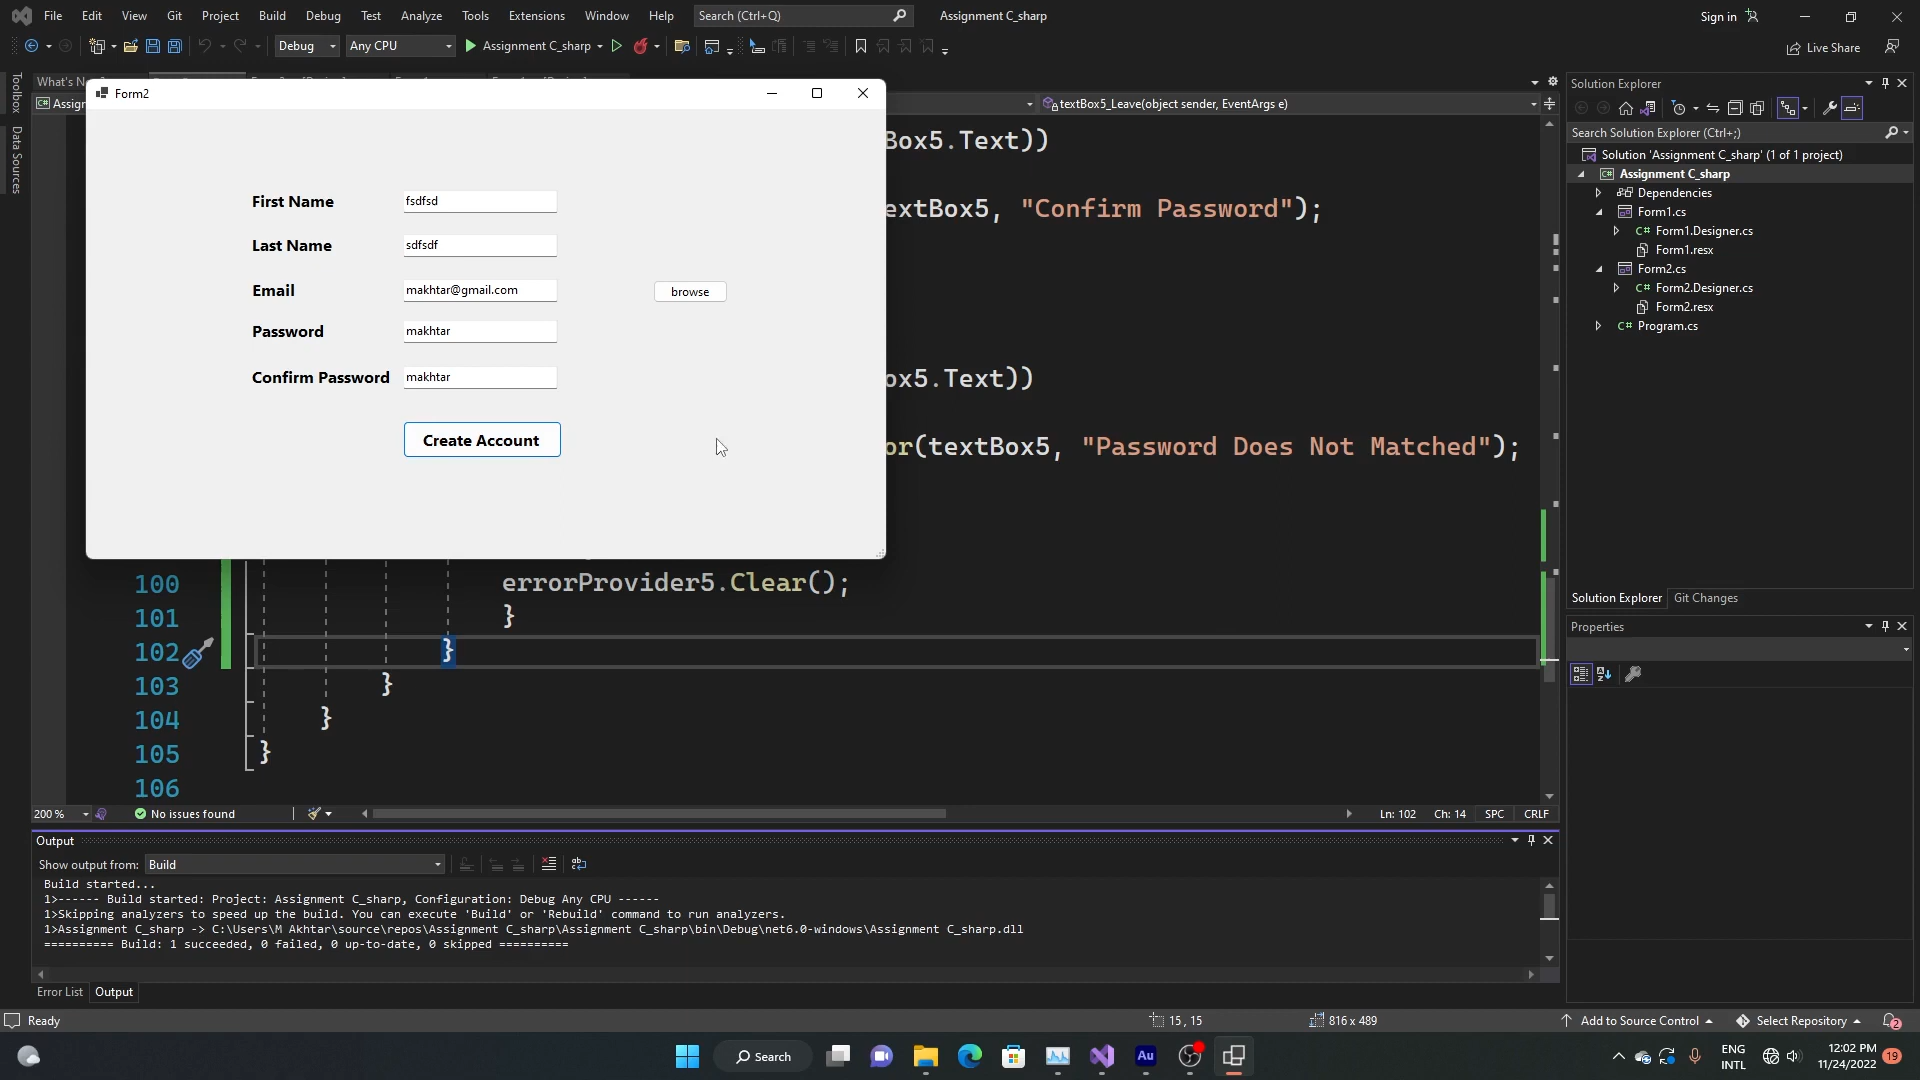 File Edit View Git Project Build Debug Test Analyze Tools Extensions Window Help Search (Ctrl+Q) Assignment C_sharp Sign in
Debug Any CPU Assignment C_sharp Live Share
What's N
Form2
Assign
textBox5_Leave(object sender, EventArgs e)
Toolbox
Data Sources
Box5.Text))
extBox5, "Confirm Password");
ox5.Text))
or(textBox5, "Password Does Not Matched");
First Name fsdfsd
Last Name sdfsdf
Email makhtar@gmail.com browse
Password makhtar
Confirm Password makhtar
Create Account
100 errorProvider5.Clear();
101 }
102 }
103 }
104 }
105 }
106
200 % No issues found Ln: 102 Ch: 14 SPC CRLF
Output
Show output from: Build
Build started...
1>------ Build started: Project: Assignment C_sharp, Configuration: Debug Any CPU ------
1>Skipping analyzers to speed up the build. You can execute 'Build' or 'Rebuild' command to run analyzers.
1>Assignment C_sharp -> C:\Users\M Akhtar\source\repos\Assignment C_sharp\Assignment C_sharp\bin\Debug\net6.0-windows\Assignment C_sharp.dll
========== Build: 1 succeeded, 0 failed, 0 up-to-date, 0 skipped ==========
Error List Output
Solution Explorer
Search Solution Explorer (Ctrl+;)
Solution 'Assignment C_sharp' (1 of 1 project)
C# Assignment C_sharp
Dependencies
Form1.cs
C# Form1.Designer.cs
Form1.resx
Form2.cs
C# Form2.Designer.cs
Form2.resx
C# Program.cs
Solution Explorer Git Changes
Properties
Ready 15 , 15 816 x 489 Add to Source Control Select Repository 2
Search Au ENG INTL 12:02 PM 11/24/2022 19